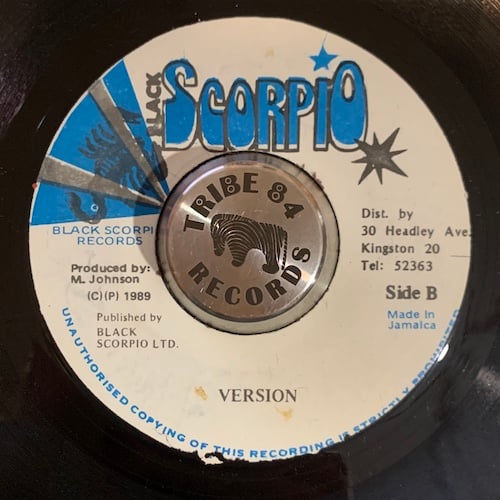 BLACK
SCORPIO
BLACK SCORPI
RECORDS
TRIBE 84
RECORDS
Dist. by
30 Headley Ave.
Kingston 20
Tel: 52363
Produced by:
M. Johnson
(C)(P) 1989
Side B
Published by
BLACK
SCORPIO LTD.
Made In
Jamaica
VERSION
UNAUTHORISED COPYING OF THIS RECORDING IS STRICTLY PROHIBITED